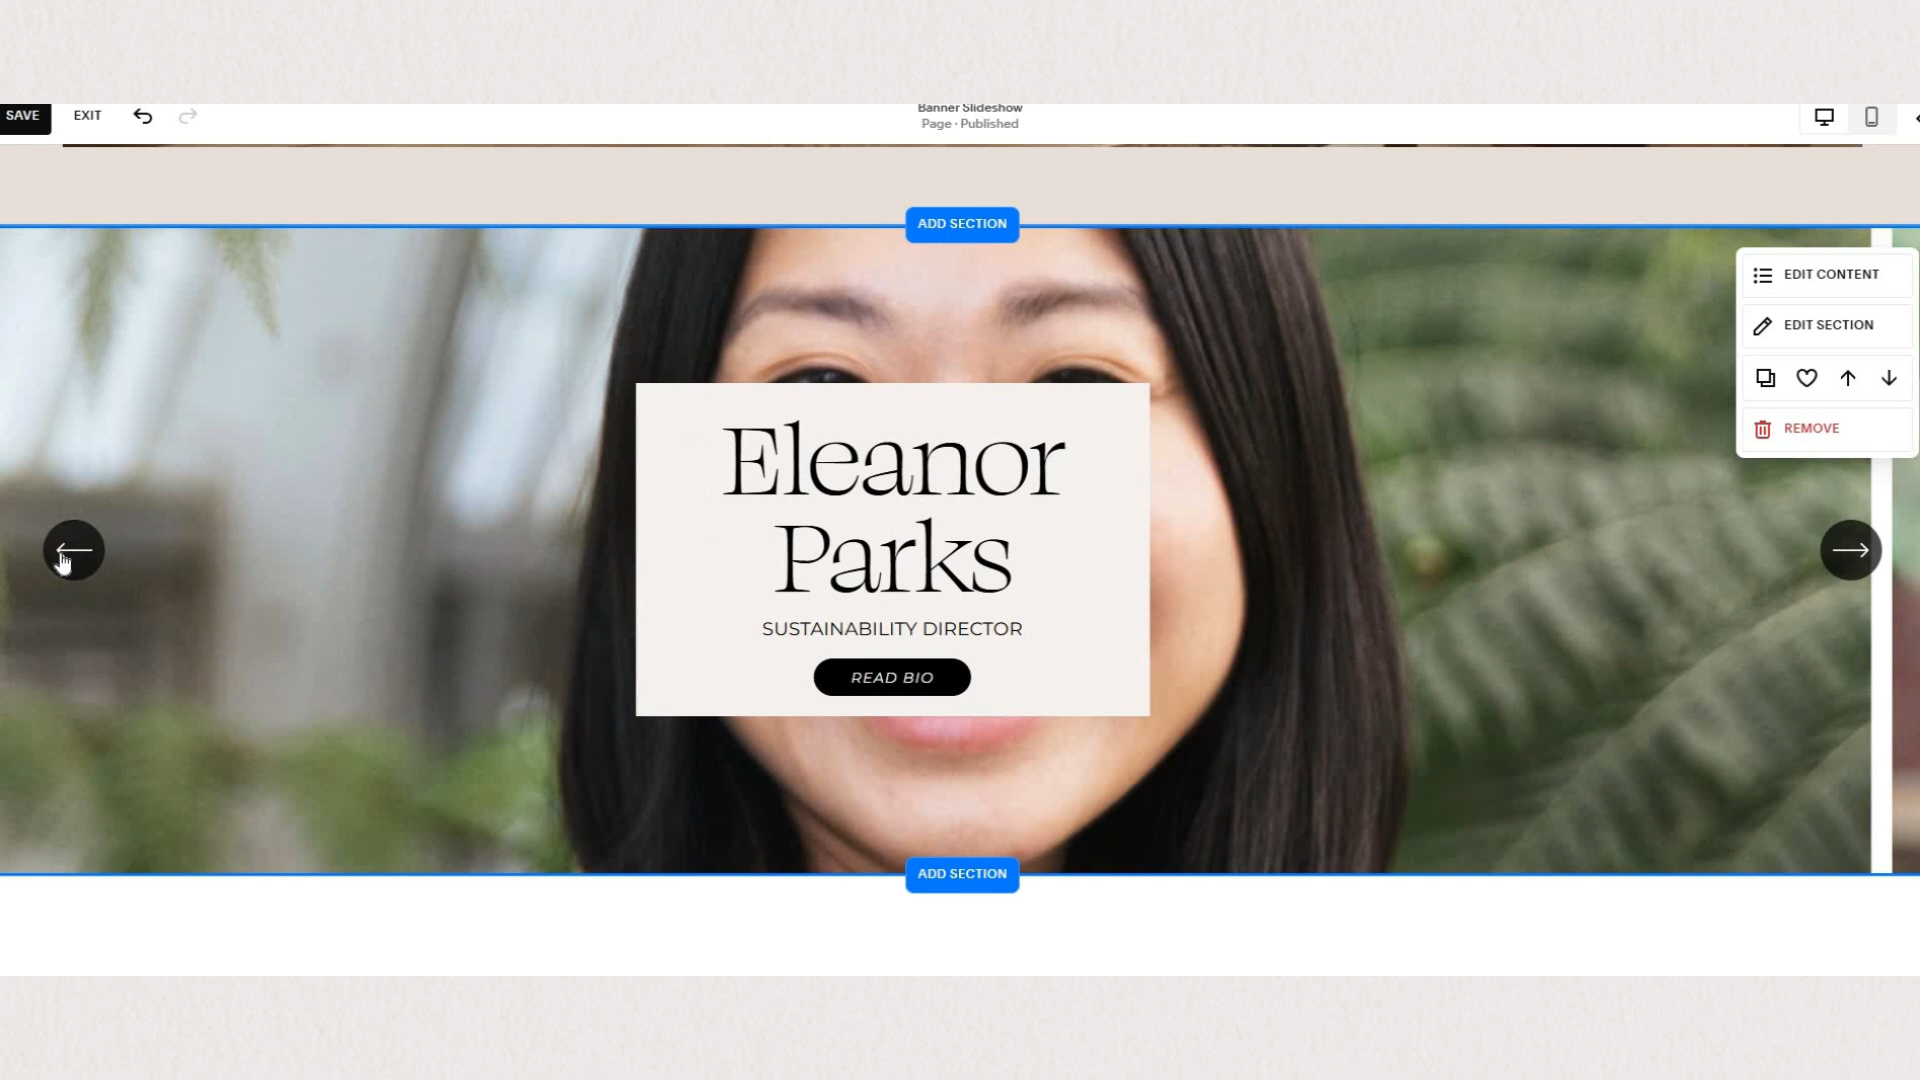 SAVE
EXIT
Banner Slideshow
Page · Published
ADD SECTION
EDIT CONTENT
EDIT SECTION
REMOVE
Eleanor
Parks
SUSTAINABILITY DIRECTOR
READ BIO
ADD SECTION